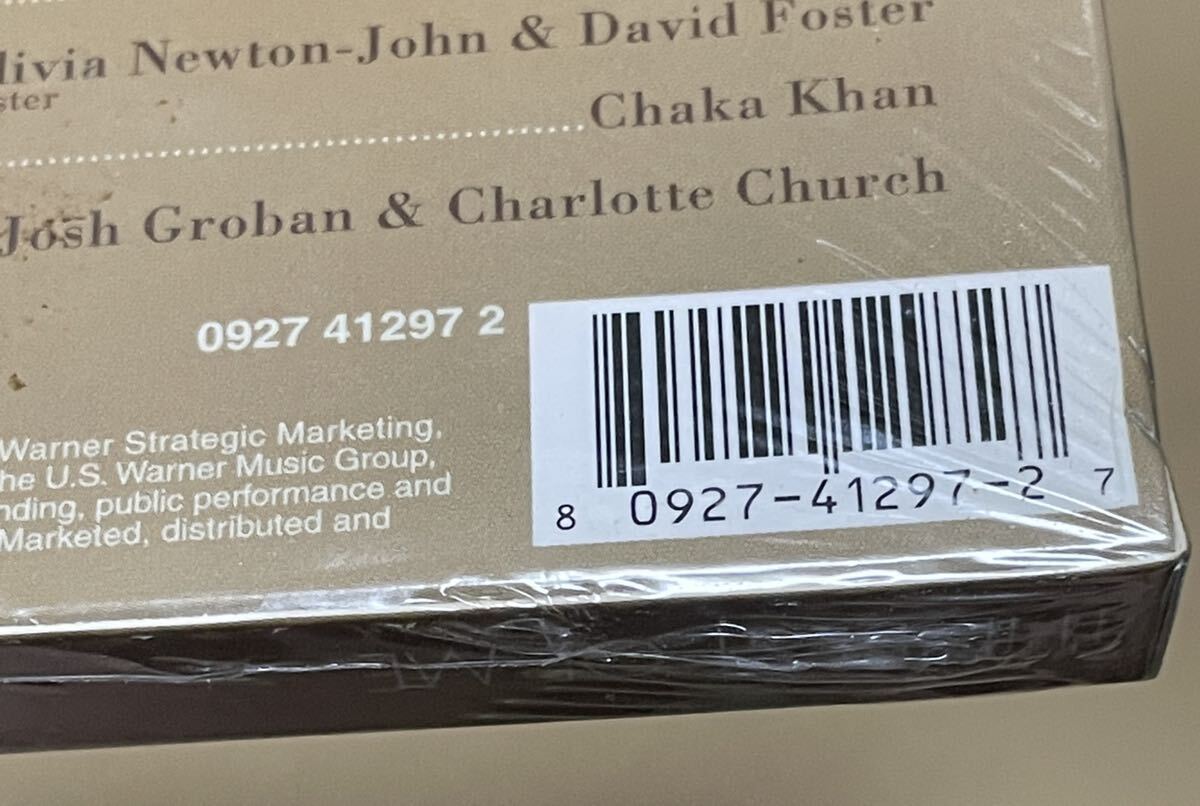 livia Newton-John & David Foster
ster
Chaka Khan
Josh Groban & Charlotte Church
0927 41297 2
Warner Strategic Marketing,
he U.S. Warner Music Group,
nding, public performance and
Marketed, distributed and
8 0927-41297-2 7